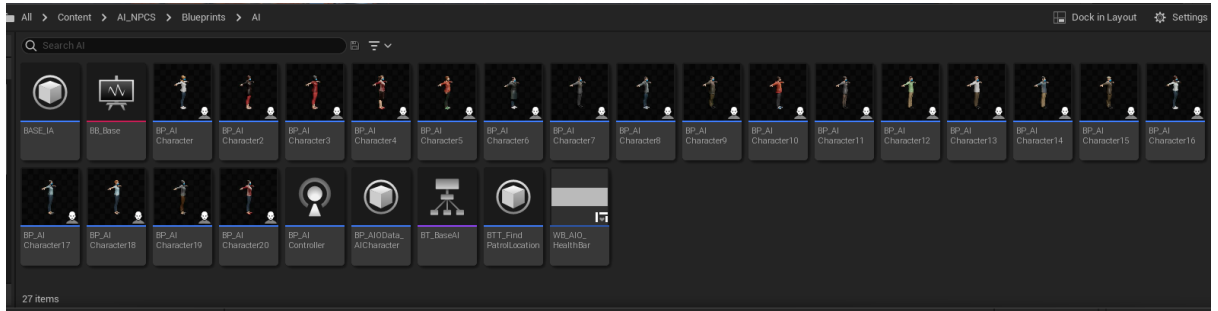 All > Content > AI_NPCS > Blueprints > AI
Dock in Layout
Settings
Search AI
BASE_IA
BB_Base
BP_AI
Character
BP_AI
Character2
BP_AI
Character3
BP_AI
Character4
BP_AI
Character5
BP_AI
Character6
BP_AI
Character7
BP_AI
Character8
BP_AI
Character9
BP_AI
Character10
BP_AI
Character11
BP_AI
Character12
BP_AI
Character13
BP_AI
Character14
BP_AI
Character15
BP_AI
Character16
BP_AI
Character17
BP_AI
Character18
BP_AI
Character19
BP_AI
Character20
BP_AI
Controller
BP_AIOData_
AICharacter
BT_BaseAI
BTT_Find
PatrolLocation
WB_AIO_
HealthBar
27 items